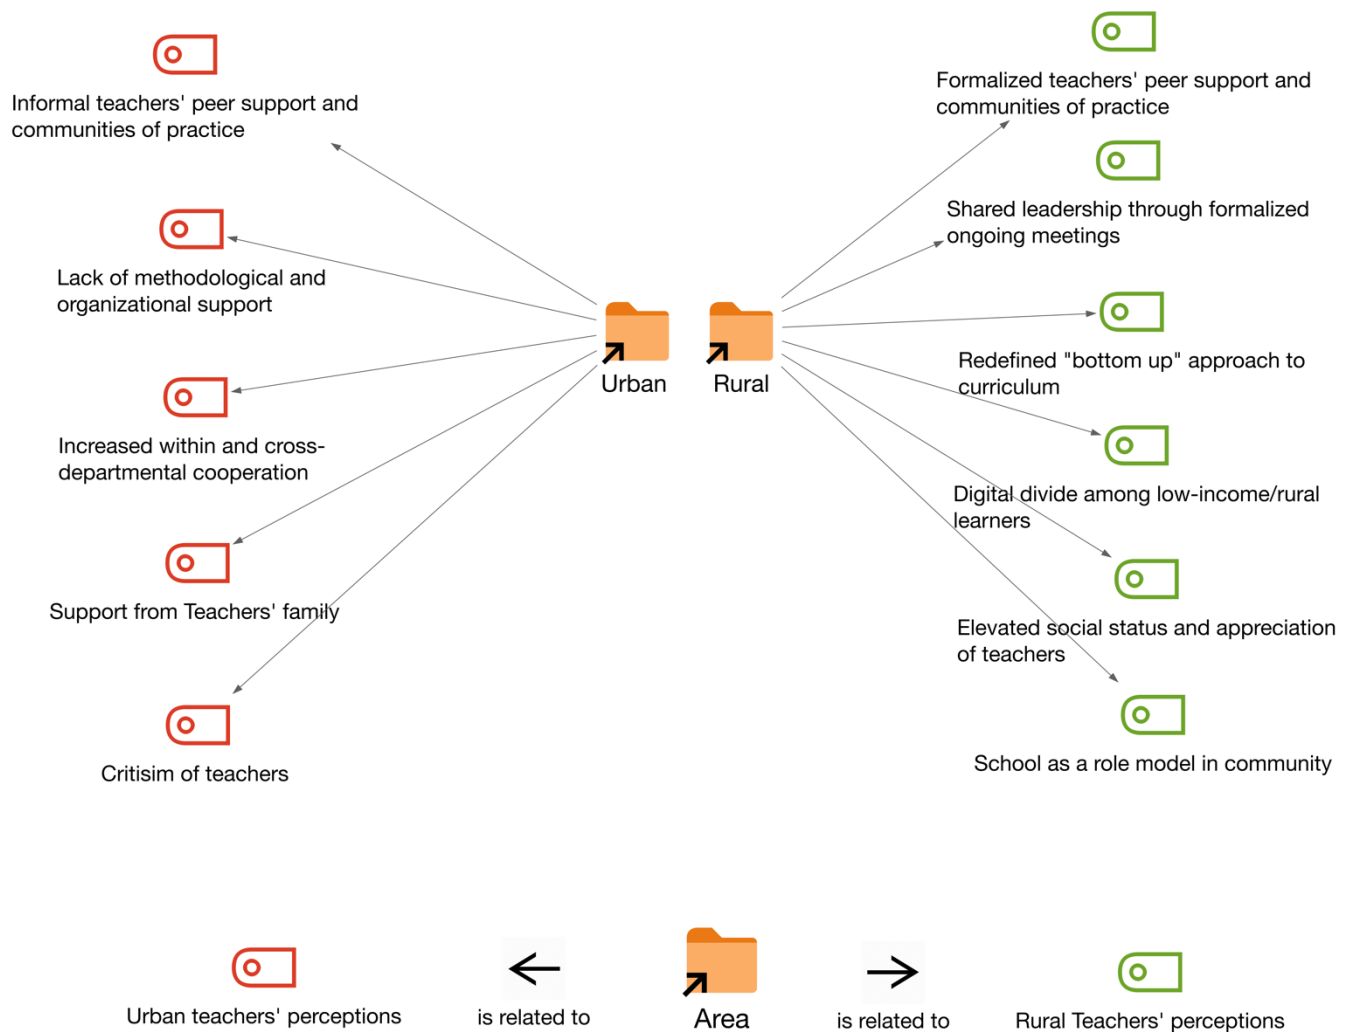 Informal teachers' peer support and
communities of practice
Lack of methodological and
organizational support
Increased within and cross-
departmental cooperation
Support from Teachers' family
Critisim of teachers
Urban
Rural
Formalized teachers' peer support and
communities of practice
Shared leadership through formalized
ongoing meetings
Redefined "bottom up" approach to
curriculum
Digital divide among low-income/rural
learners
Elevated social status and appreciation
of teachers
School as a role model in community
Urban teachers' perceptions
is related to
Area
is related to
Rural Teachers' perceptions